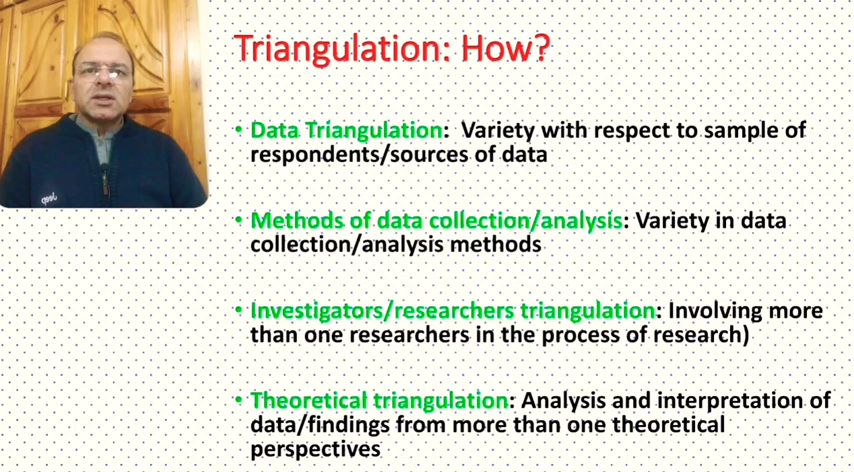 Triangulation: How?
• Data Triangulation: Variety with respect to sample of
respondents/sources of data
• Methods of data collection/analysis: Variety in data
collection/analysis methods
• Investigators/researchers triangulation: Involving more
than one researchers in the process of research)
• Theoretical triangulation: Analysis and interpretation of
data/findings from more than one theoretical
perspectives